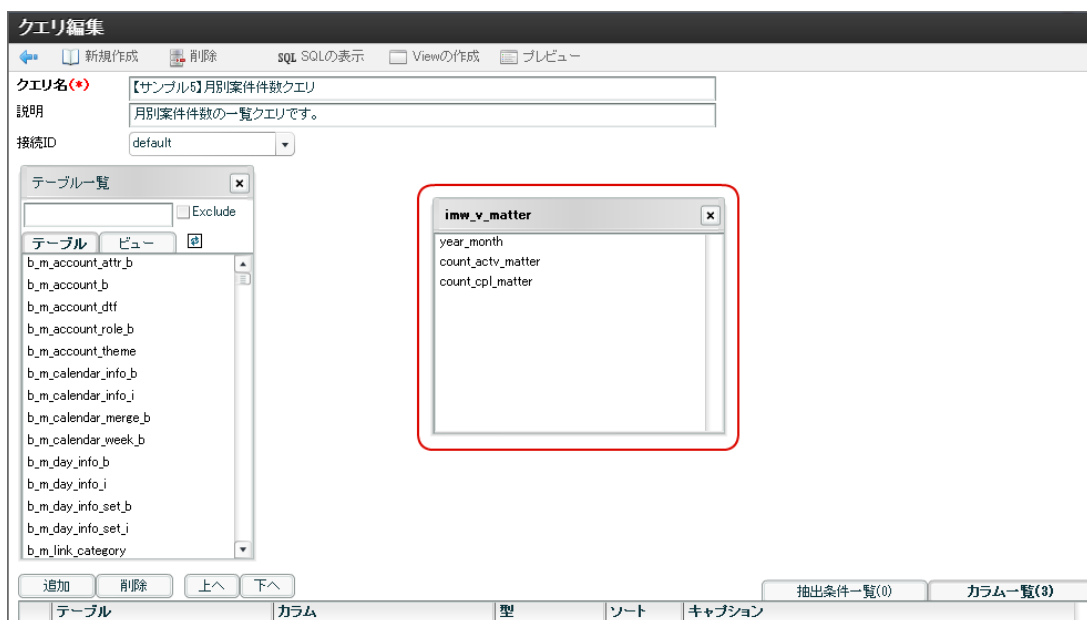 クエリ編集
新規作成 削除 SQL SQLの表示 Viewの作成 プレビュー
クエリ名(*) 【サンプル5】月別案件件数クエリ
説明 月別案件件数の一覧クエリです。
接続ID default
テーブル一覧
Exclude
テーブル ビュー
b_m_account_attr_b
b_m_account_b
b_m_account_dtf
b_m_account_role_b
b_m_account_theme
b_m_calendar_info_b
b_m_calendar_info_i
b_m_calendar_merge_b
b_m_calendar_week_b
b_m_day_info_b
b_m_day_info_i
b_m_day_info_set_b
b_m_day_info_set_i
b_m_link_category
imw_v_matter
year_month
count_actv_matter
count_cpl_matter
追加 削除 上へ 下へ
抽出条件一覧(0) カラム一覧(3)
テーブル カラム 型 ソート キャプション